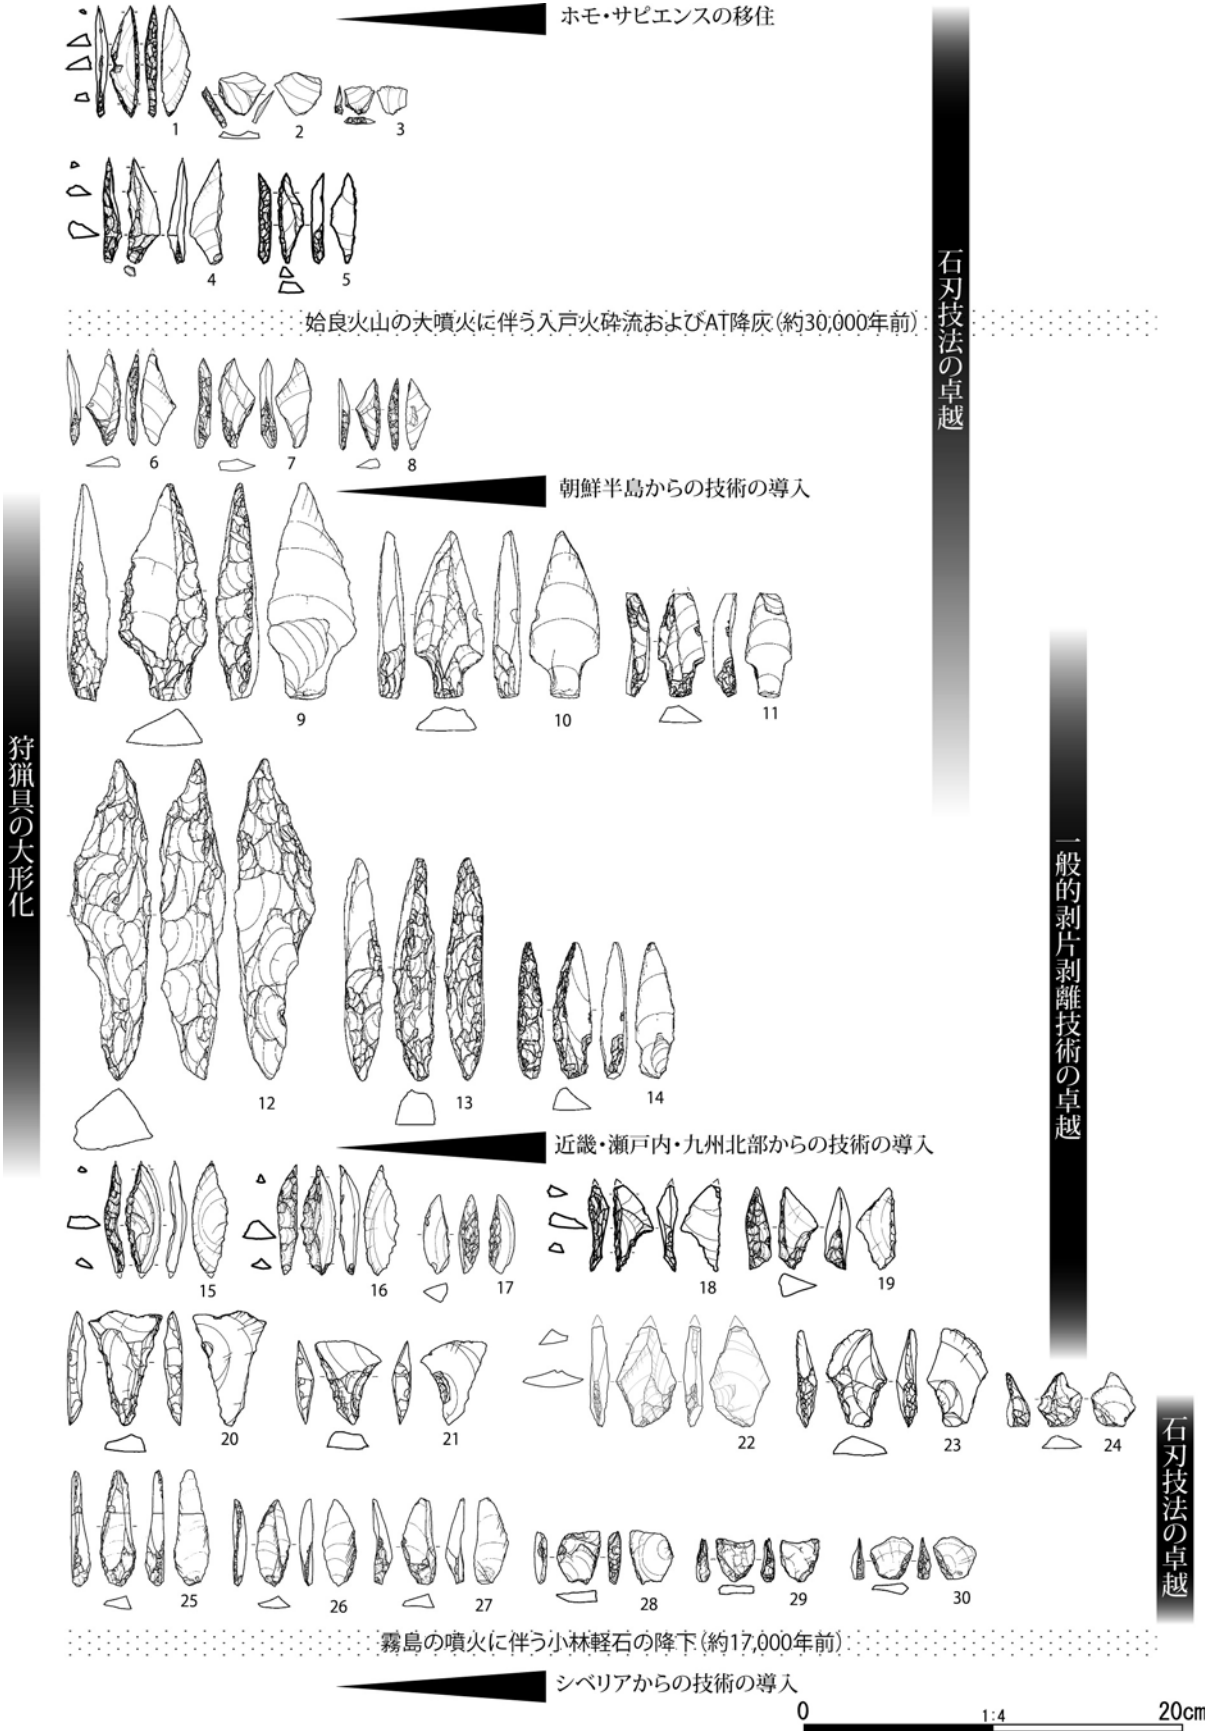 ホモ・サピエンスの移住
1
2
3
4
5
石刃技法の卓越
姶良火山の大噴火に伴う入戸火砕流およびAT降灰(約30,000年前)
6
7
8
朝鮮半島からの技術の導入
9
10
11
狩猟具の大形化
一般的剥片剥離技術の卓越
12
13
14
近畿・瀬戸内・九州北部からの技術の導入
15
16
17
18
19
20
21
22
23
24
石刃技法の卓越
25
26
27
28
29
30
霧島の噴火に伴う小林軽石の降下(約17,000年前)
シベリアからの技術の導入
0
1:4
20cm